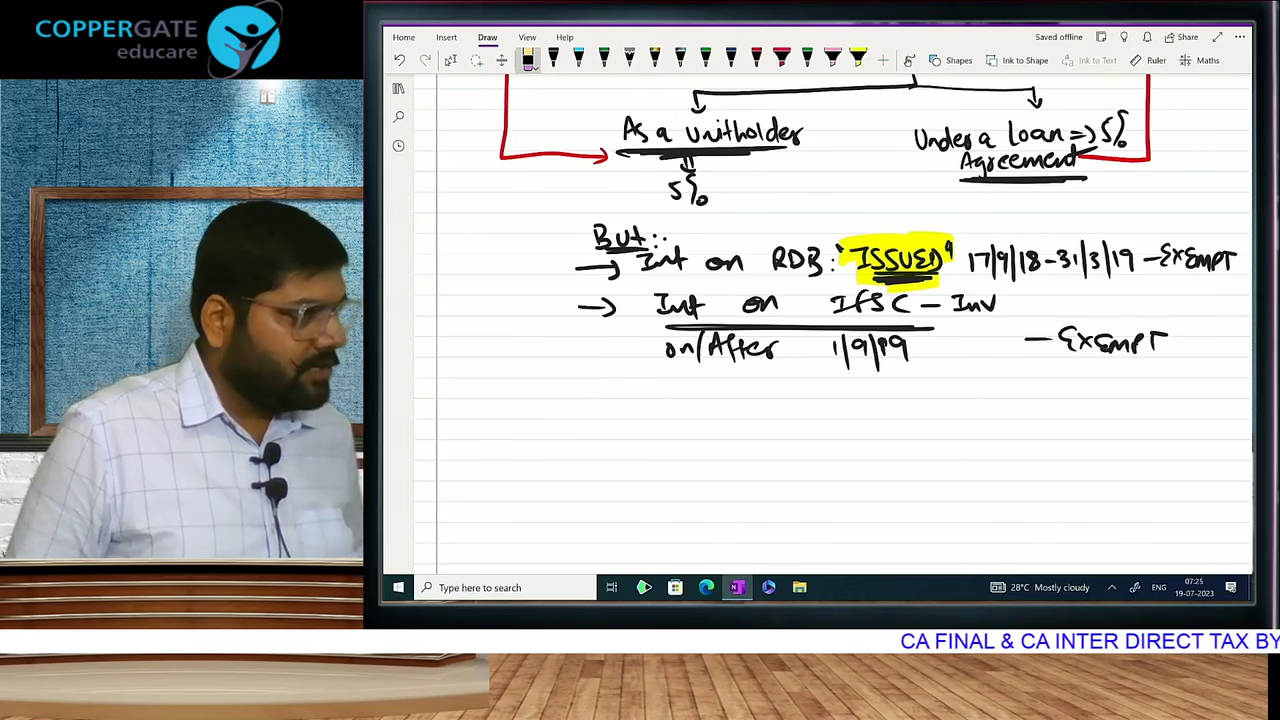 COPPERGATE
educare
Home Insert Draw View Help
Saved offline
Share
Shapes
Ink to Shape
Ink to Text
Ruler
Maths
As a unitholder
5%
Under a loan => 5%
Agreement
But:
→ Int on RDB: "ISSUED" 17/9/18-31/3/19 - EXEMPT
→ Int on IFSC - Inv
on/After 1/9/19 - EXEMPT
Type here to search
28°C Mostly cloudy
ENG
07:25
19-07-2023
CA FINAL & CA INTER DIRECT TAX BY